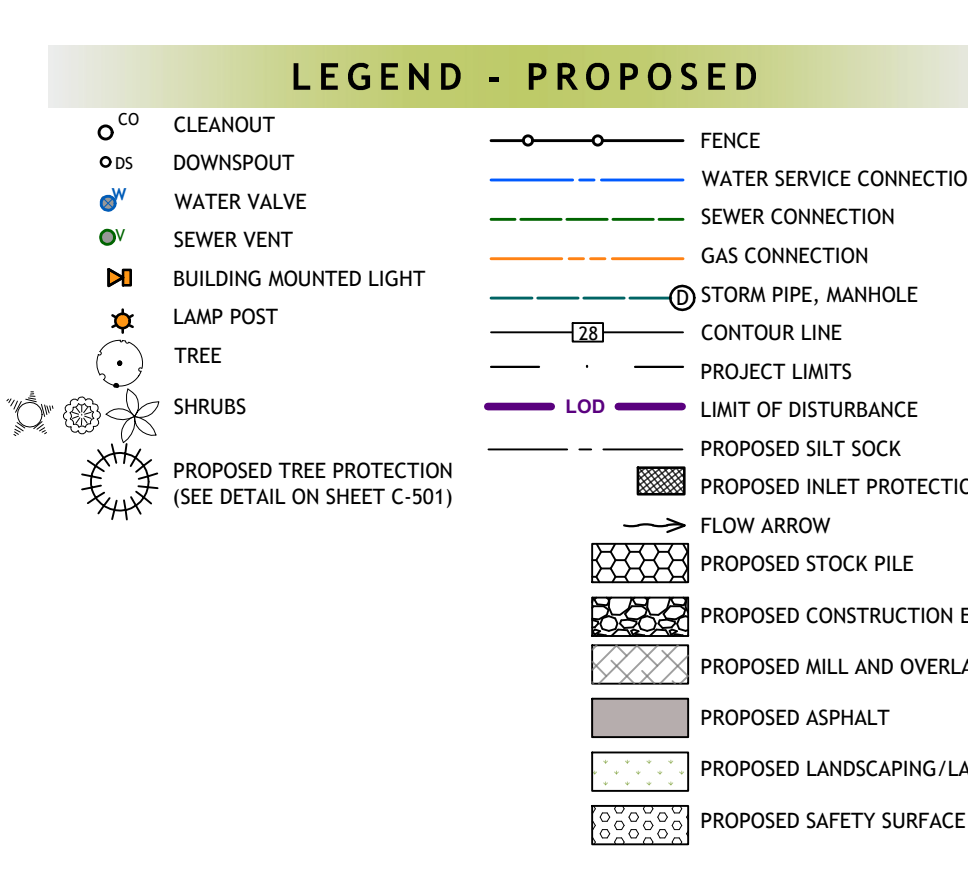 LEGEND - PROPOSED
CO CLEANOUT
DS DOWNSPOUT
W WATER VALVE
V SEWER VENT
BUILDING MOUNTED LIGHT
LAMP POST
TREE
SHRUBS
PROPOSED TREE PROTECTION
(SEE DETAIL ON SHEET C-501)
FENCE
WATER SERVICE CONNECTIO
SEWER CONNECTION
GAS CONNECTION
D STORM PIPE, MANHOLE
28 CONTOUR LINE
PROJECT LIMITS
LOD LIMIT OF DISTURBANCE
PROPOSED SILT SOCK
PROPOSED INLET PROTECTIO
FLOW ARROW
PROPOSED STOCK PILE
PROPOSED CONSTRUCTION E
PROPOSED MILL AND OVERLA
PROPOSED ASPHALT
PROPOSED LANDSCAPING/LA
PROPOSED SAFETY SURFACE